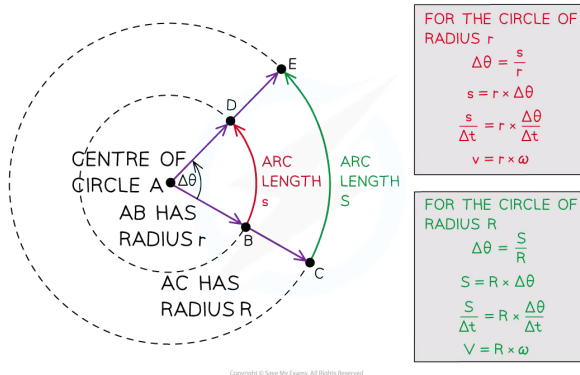 E
D
CENTRE OF
CIRCLE A
Δθ
AB HAS
RADIUS r
B
C
AC HAS
RADIUS R
ARC
LENGTH
s
ARC
LENGTH
S
FOR THE CIRCLE OF
RADIUS r
Δθ = s/r
s = r × Δθ
s/Δt = r × Δθ/Δt
v = r × ω
FOR THE CIRCLE OF
RADIUS R
Δθ = S/R
S = R × Δθ
S/Δt = R × Δθ/Δt
V = R × ω
Copyright © Save My Exams. All Rights Reserved